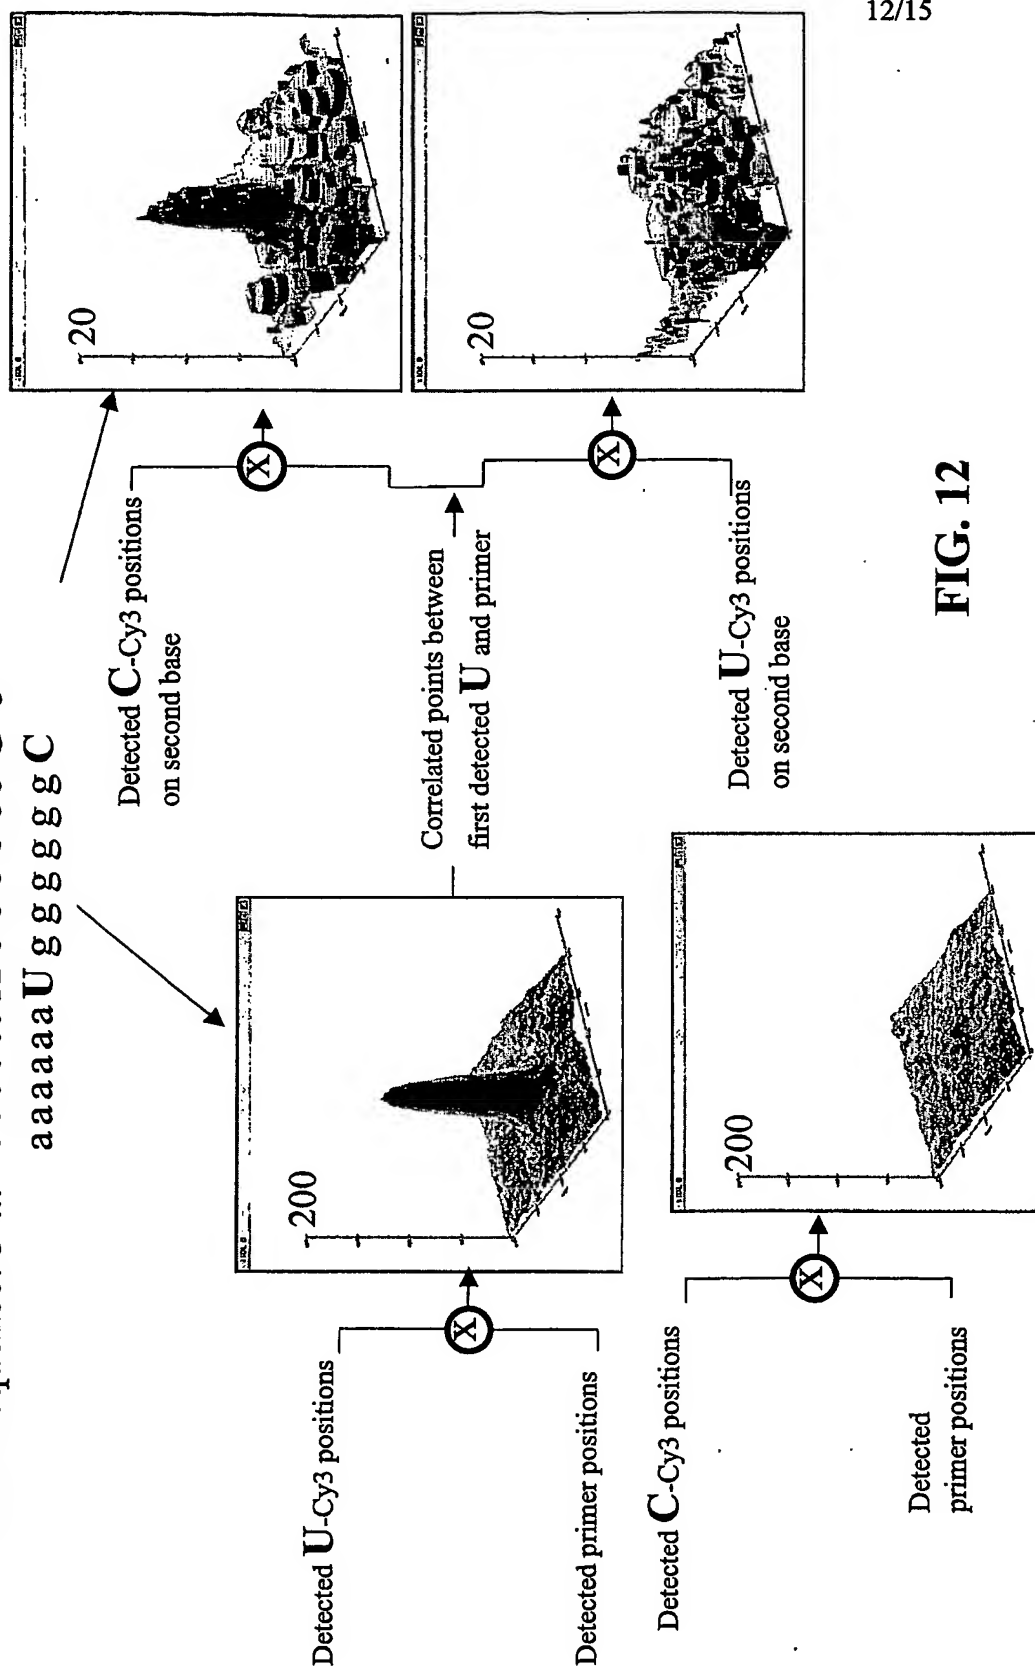 12/15
aaaaaaUggggggC
Detected C-Cy3 positions
on second base
20
20
Correlated points between
first detected U and primer
Detected U-Cy3 positions
on second base
X
X
Detected U-Cy3 positions
Detected primer positions
X
200
Detected C-Cy3 positions
Detected
primer positions
X
200
FIG. 12